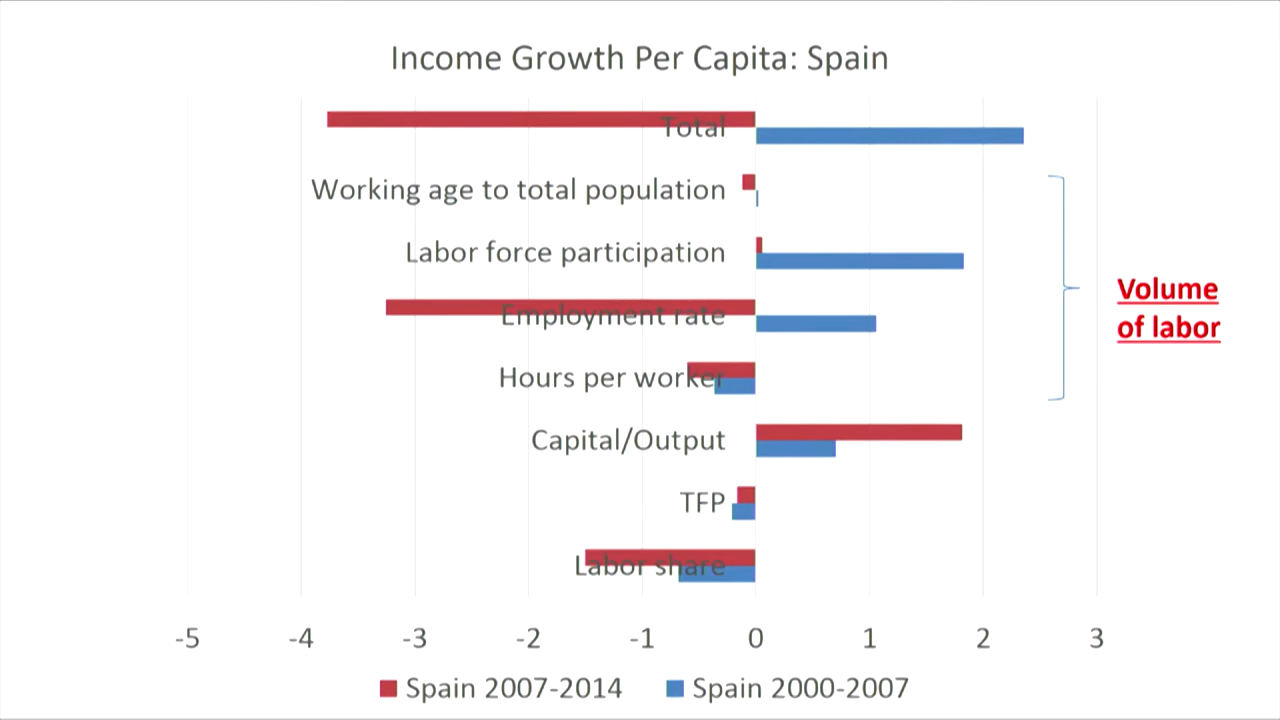 Income Growth Per Capita: Spain
Total
Working age to total population
Labor force participation
Employment rate
Hours per worker
Capital/Output
TFP
Labor share
Volume
of labor
-5 -4 -3 -2 -1 0 1 2 3
Spain 2007-2014 Spain 2000-2007